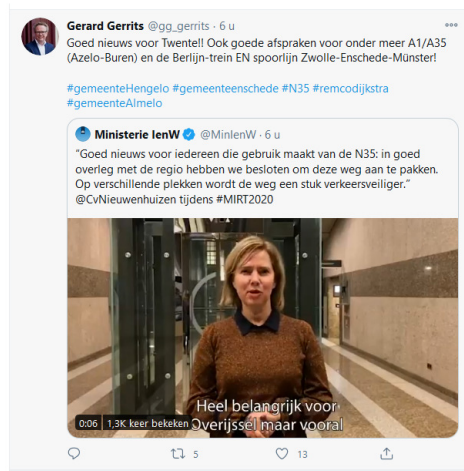 Gerard Gerrits @gg_gerrits · 6 u
Goed nieuws voor Twente!! Ook goede afspraken voor onder meer A1/A35
(Azelo-Buren) en de Berlijn-trein EN spoorlijn Zwolle-Enschede-Münster!
#gemeenteHengelo #gemeenteenschede #N35 #remcodijkstra
#gemeenteAlmelo
Ministerie IenW @MinIenW · 6 u
"Goed nieuws voor iedereen die gebruik maakt van de N35: in goed
overleg met de regio hebben we besloten om deze weg aan te pakken.
Op verschillende plekken wordt de weg een stuk verkeersveiliger."
@CvNieuwenhuizen tijdens #MIRT2020
Heel belangrijk voor
Overijssel maar vooral
0:06 1,3K keer bekeken
5 13